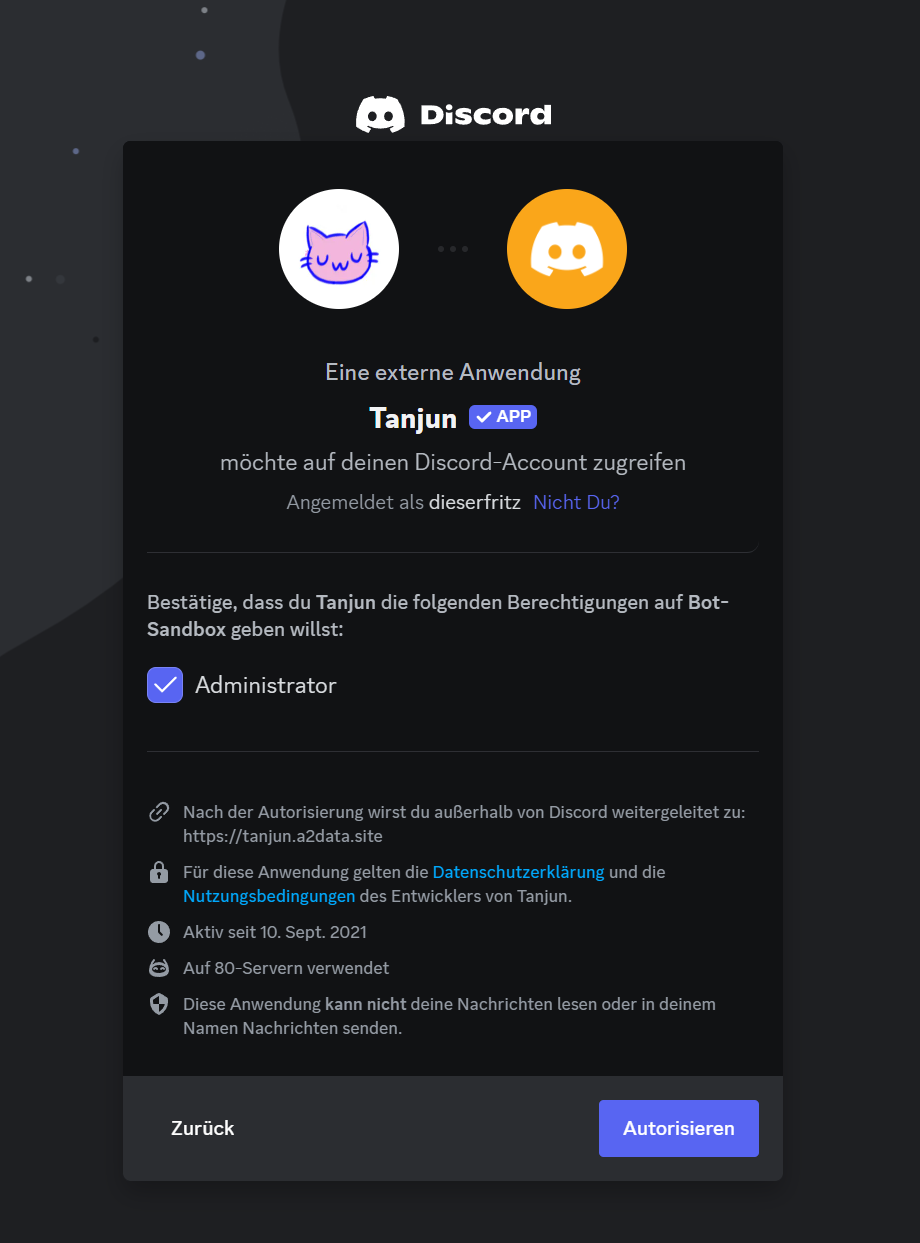 Discord
Eine externe Anwendung
Tanjun APP
möchte auf deinen Discord-Account zugreifen
Angemeldet als dieserfritz Nicht Du?
Bestätige, dass du Tanjun die folgenden Berechtigungen auf Bot-
Sandbox geben willst:
Administrator
Nach der Autorisierung wirst du außerhalb von Discord weitergeleitet zu:
https://tanjun.a2data.site
Für diese Anwendung gelten die Datenschutzerklärung und die
Nutzungsbedingungen des Entwicklers von Tanjun.
Aktiv seit 10. Sept. 2021
Auf 80-Servern verwendet
Diese Anwendung kann nicht deine Nachrichten lesen oder in deinem
Namen Nachrichten senden.
Zurück
Autorisieren